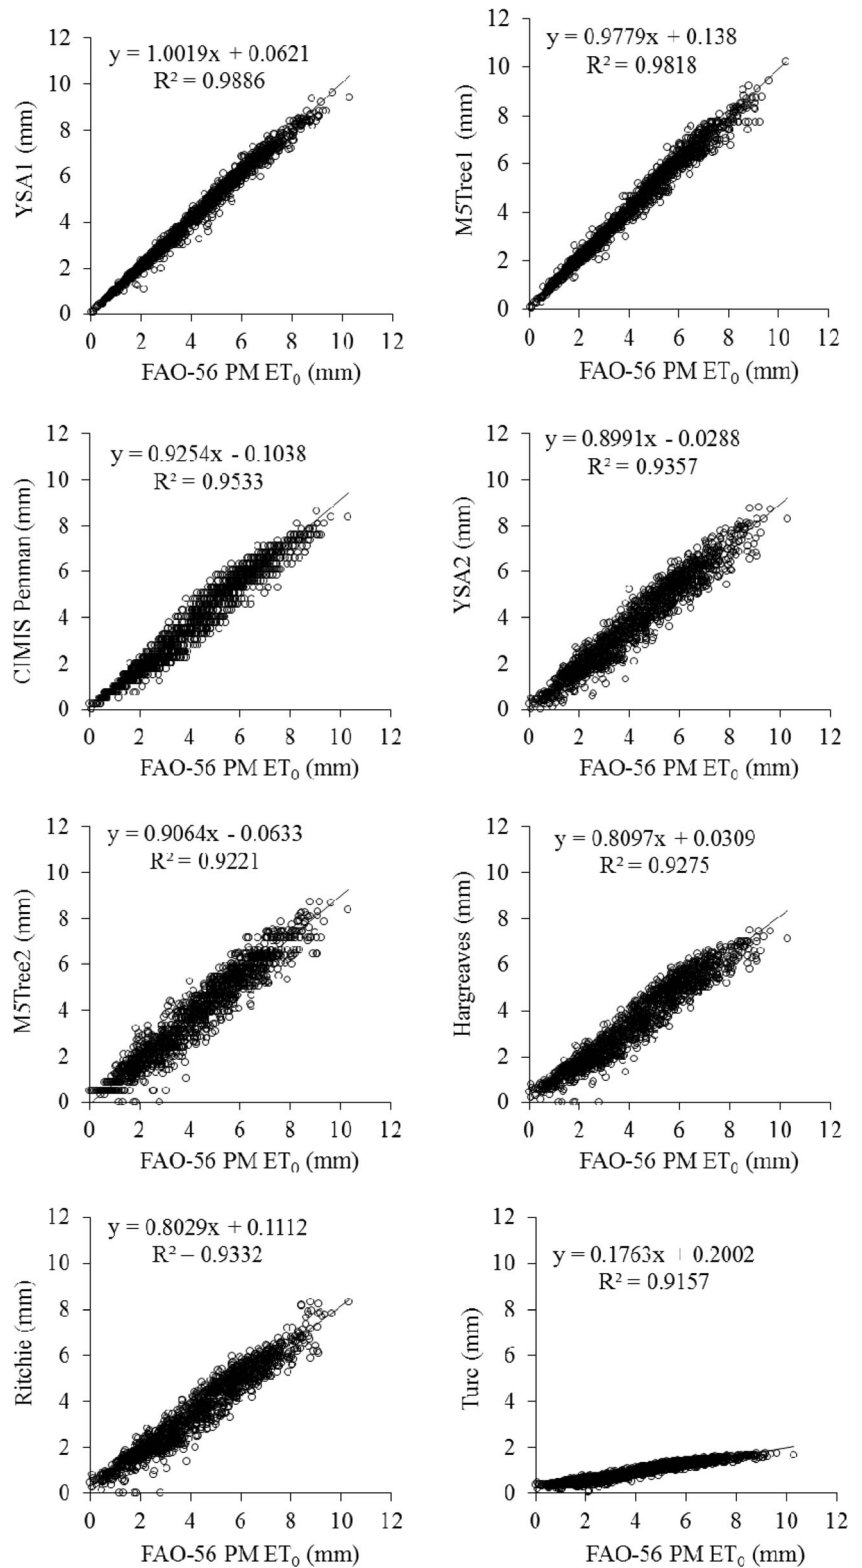 y = 1.0019x + 0.0621
R² = 0.9886
YSA1 (mm)
12
10
8
6
4
2
0
0 2 4 6 8 10 12
FAO-56 PM ET₀ (mm)
y = 0.9779x + 0.138
R² = 0.9818
M5Tree1 (mm)
12
10
8
6
4
2
0
0 2 4 6 8 10 12
FAO-56 PM ET₀ (mm)
y = 0.9254x - 0.1038
R² = 0.9533
CIMIS Penman (mm)
12
10
8
6
4
2
0
0 2 4 6 8 10 12
FAO-56 PM ET₀ (mm)
y = 0.8991x - 0.0288
R² = 0.9357
YSA2 (mm)
12
10
8
6
4
2
0
0 2 4 6 8 10 12
FAO-56 PM ET₀ (mm)
y = 0.9064x - 0.0633
R² = 0.9221
M5Tree2 (mm)
12
10
8
6
4
2
0
0 2 4 6 8 10 12
FAO-56 PM ET₀ (mm)
y = 0.8097x + 0.0309
R² = 0.9275
Hargreaves (mm)
12
10
8
6
4
2
0
0 2 4 6 8 10 12
FAO-56 PM ET₀ (mm)
y = 0.8029x + 0.1112
R² = 0.9332
Ritchie (mm)
12
10
8
6
4
2
0
0 2 4 6 8 10 12
FAO-56 PM ET₀ (mm)
y = 0.1763x + 0.2002
R² = 0.9157
Turc (mm)
12
10
8
6
4
2
0
0 2 4 6 8 10 12
FAO-56 PM ET₀ (mm)